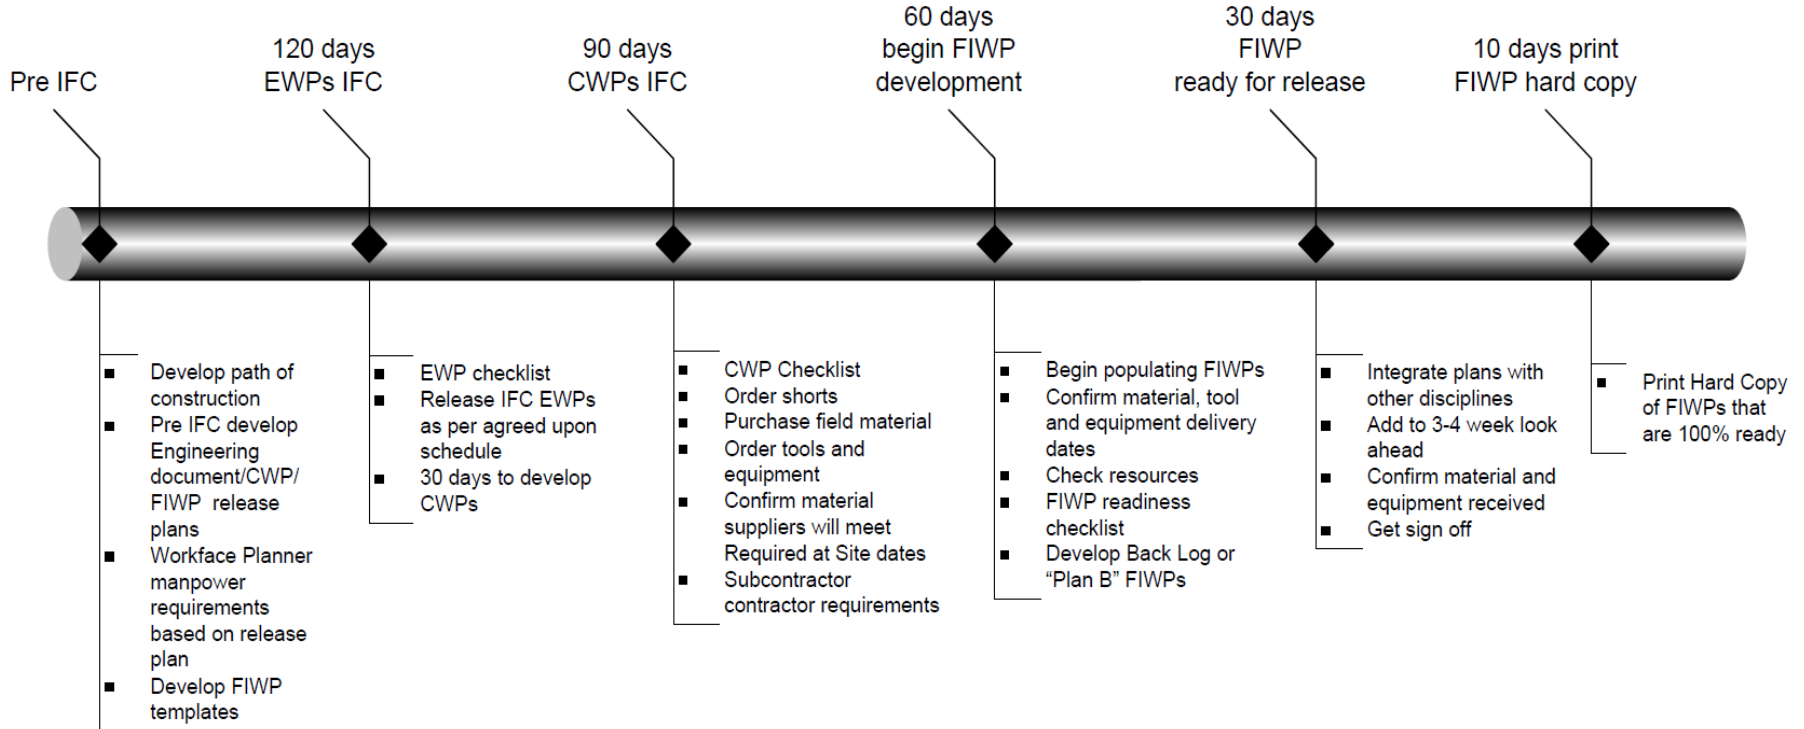 Pre IFC
120 days
EWPs IFC
90 days
CWPs IFC
60 days
begin FIWP
development
30 days
FIWP
ready for release
10 days print
FIWP hard copy
Develop path of
construction
Pre IFC develop
Engineering
document/CWP/
FIWP release
plans
Workface Planner
manpower
requirements
based on release
plan
Develop FIWP
templates
EWP checklist
Release IFC EWPs
as per agreed upon
schedule
30 days to develop
CWPs
CWP Checklist
Order shorts
Purchase field material
Order tools and
equipment
Confirm material
suppliers will meet
Required at Site dates
Subcontractor
contractor requirements
Begin populating FIWPs
Confirm material, tool
and equipment delivery
dates
Check resources
FIWP readiness
checklist
Develop Back Log or
“Plan B” FIWPs
Integrate plans with
other disciplines
Add to 3-4 week look
ahead
Confirm material and
equipment received
Get sign off
Print Hard Copy
of FIWPs that
are 100% ready